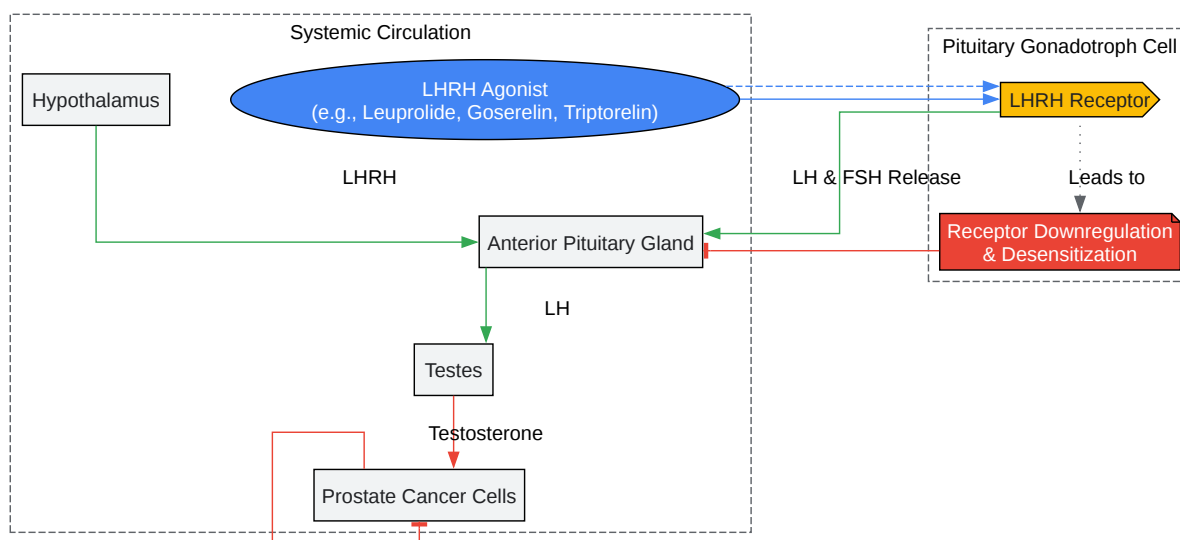 Systemic Circulation
Pituitary Gonadotroph Cell
Hypothalamus
LHRH Agonist
(e.g., Leuprolide, Goserelin, Triptorelin)
LHRH Receptor
LHRH
LH & FSH Release
Leads to
Anterior Pituitary Gland
Receptor Downregulation
& Desensitization
LH
Testes
Testosterone
Prostate Cancer Cells